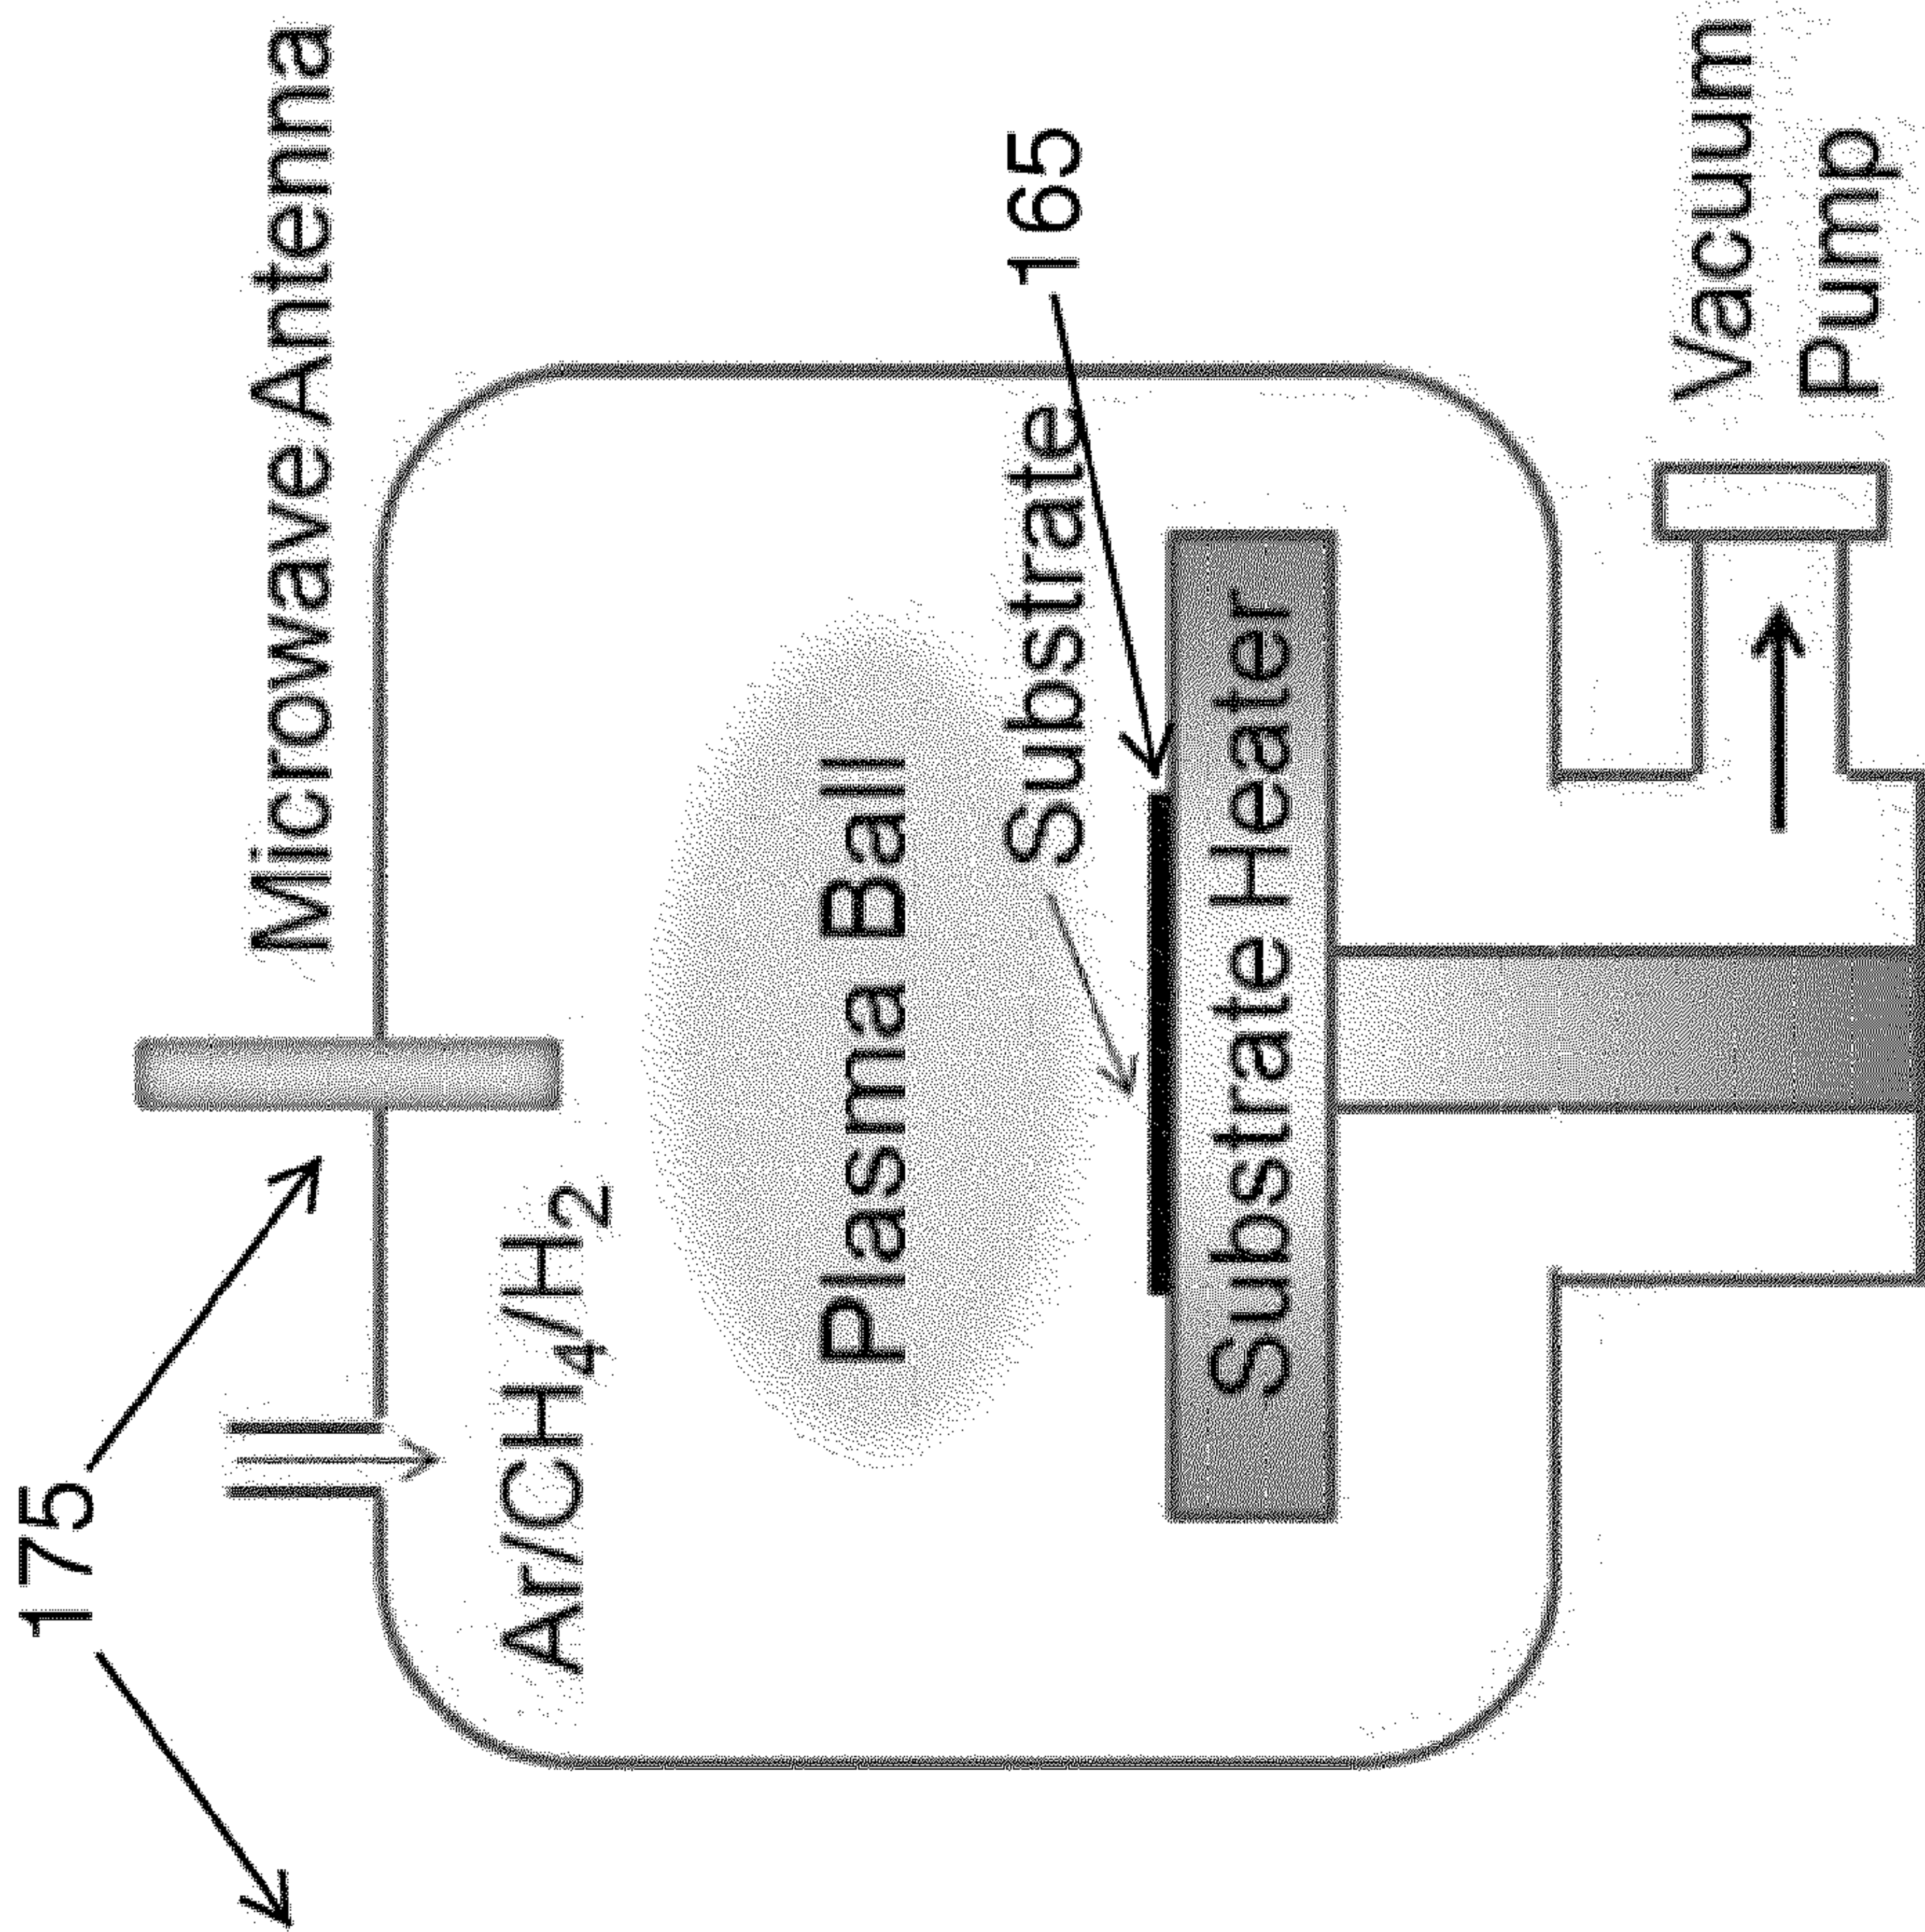 175
Microwave Antenna
Ar/CH₄/H₂
Plasma Ball
Substrate
165
Substrate Heater
Vacuum
Pump